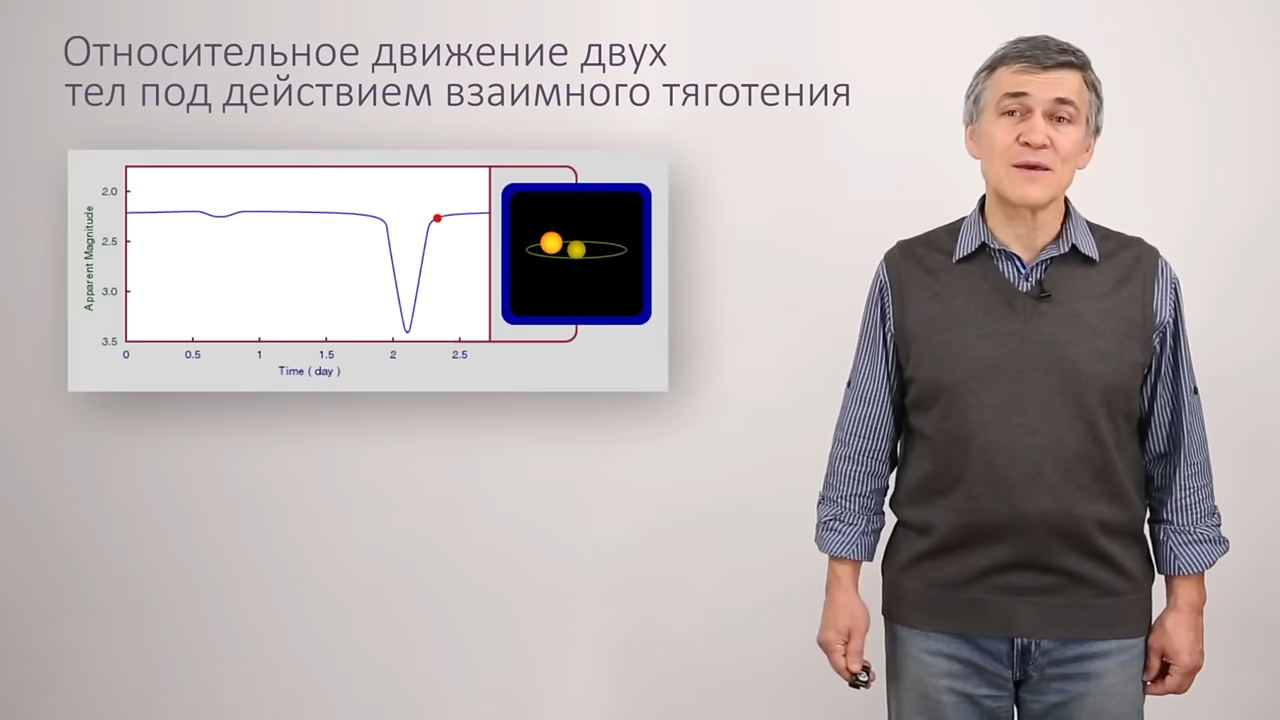 Относительное движение двух
тел под действием взаимного тяготения
Apparent Magnitude
2.0
2.5
3.0
3.5
0 0.5 1 1.5 2 2.5
Time ( day )